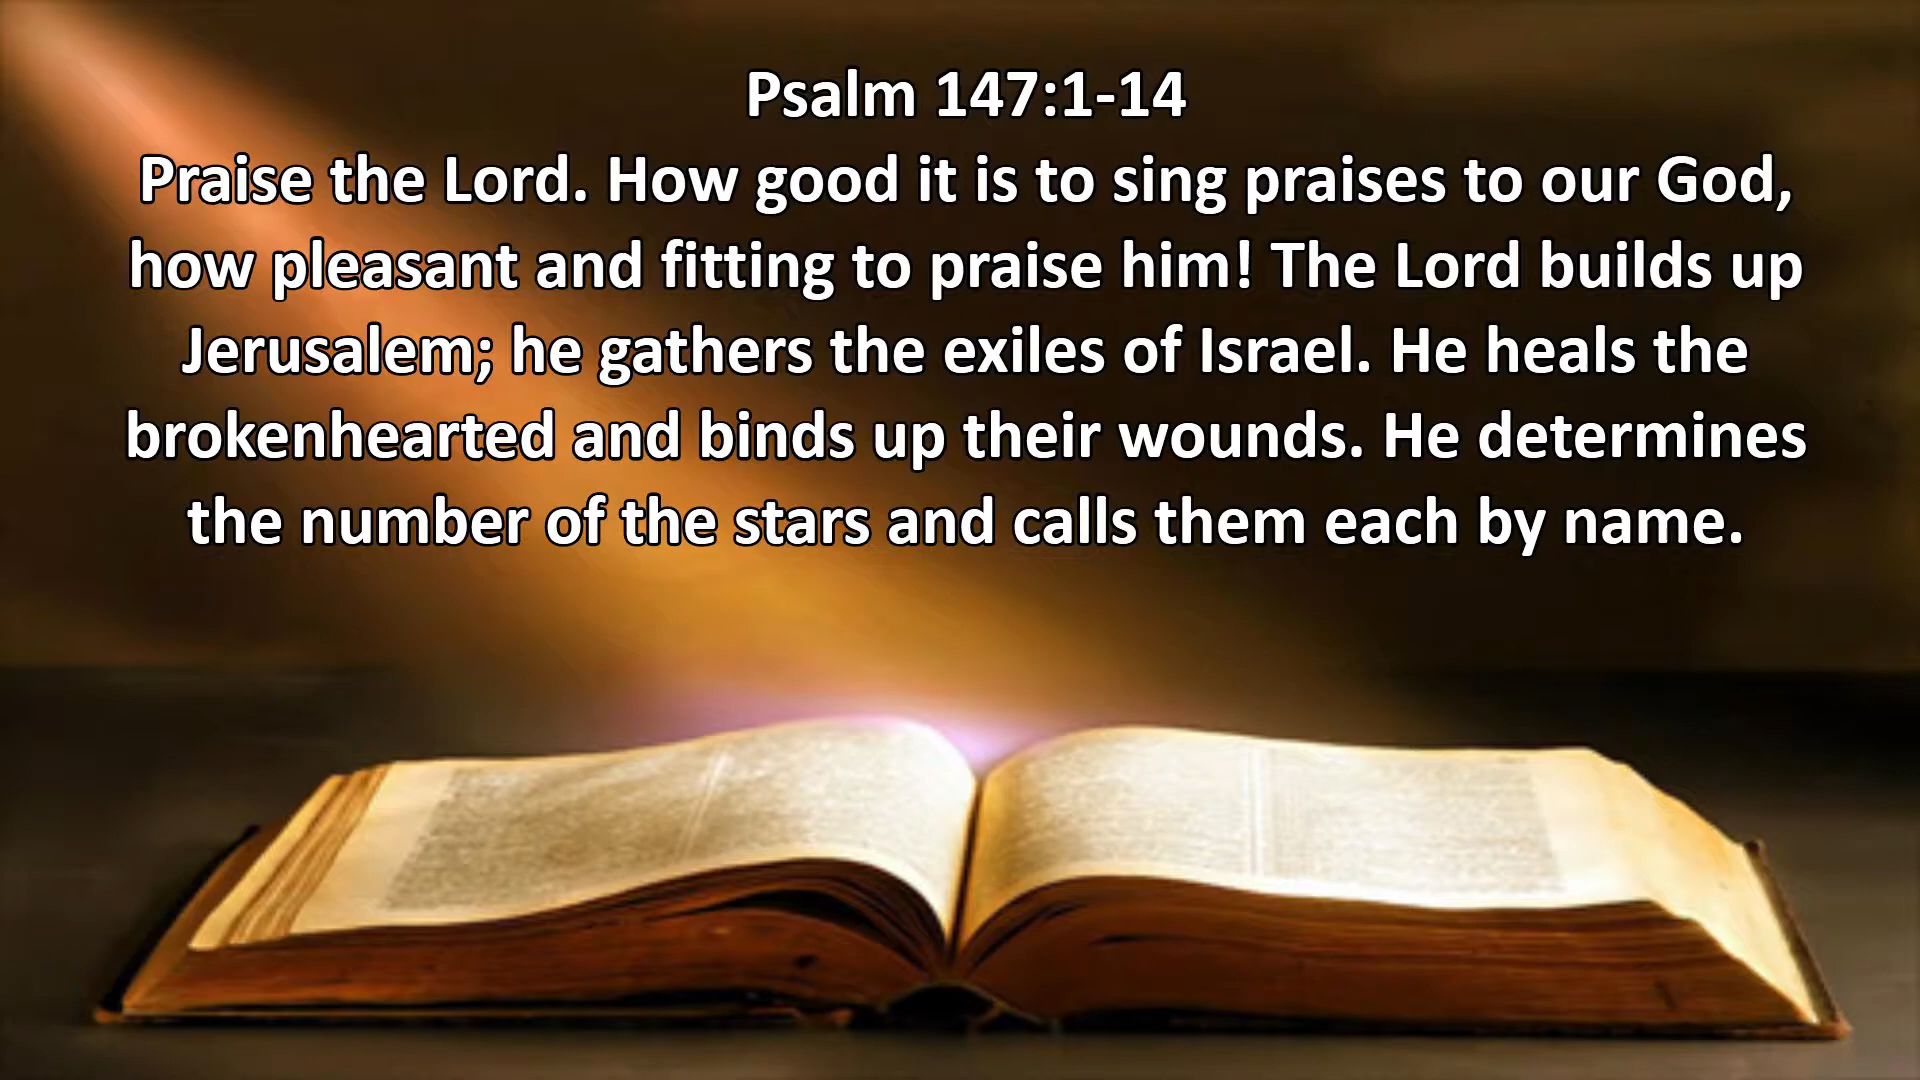 Psalm 147:1-14
Praise the Lord. How good it is to sing praises to our God,
how pleasant and fitting to praise him! The Lord builds up
Jerusalem; he gathers the exiles of Israel. He heals the
brokenhearted and binds up their wounds. He determines
the number of the stars and calls them each by name.